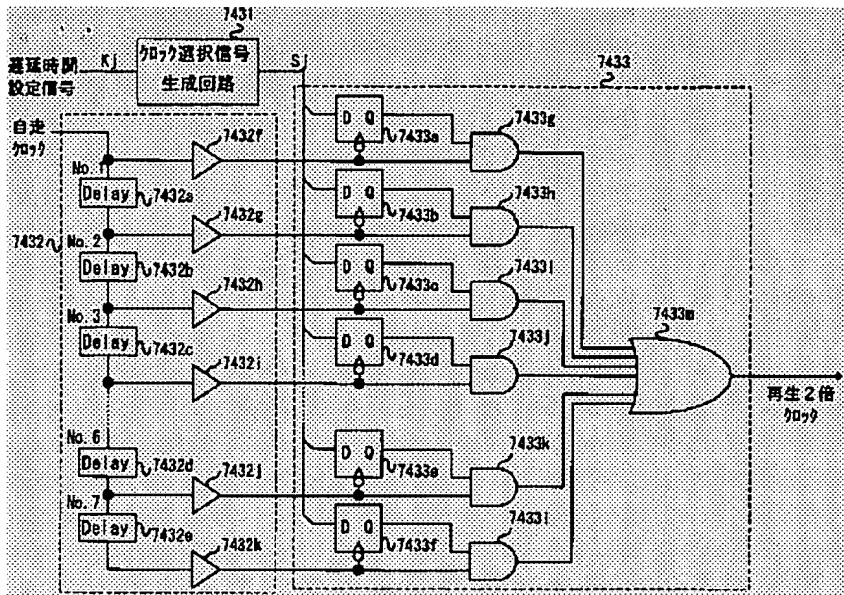 7431
遅延時間
設定信号
Kj
クロック選択信号
生成回路
Sj
7433
自走
クロック
7432f
No.1
Delay
7432a
7432g
7432
No.2
Delay
7432b
7432h
No.3
Delay
7432c
7432i
No.6
Delay
7432d
7432j
No.7
Delay
7432e
7432k
D Q
7433a
7433g
D Q
7433b
7433h
D Q
7433c
7433i
D Q
7433d
7433j
D Q
7433e
7433k
D Q
7433f
7433l
7433m
再生2倍
クロック